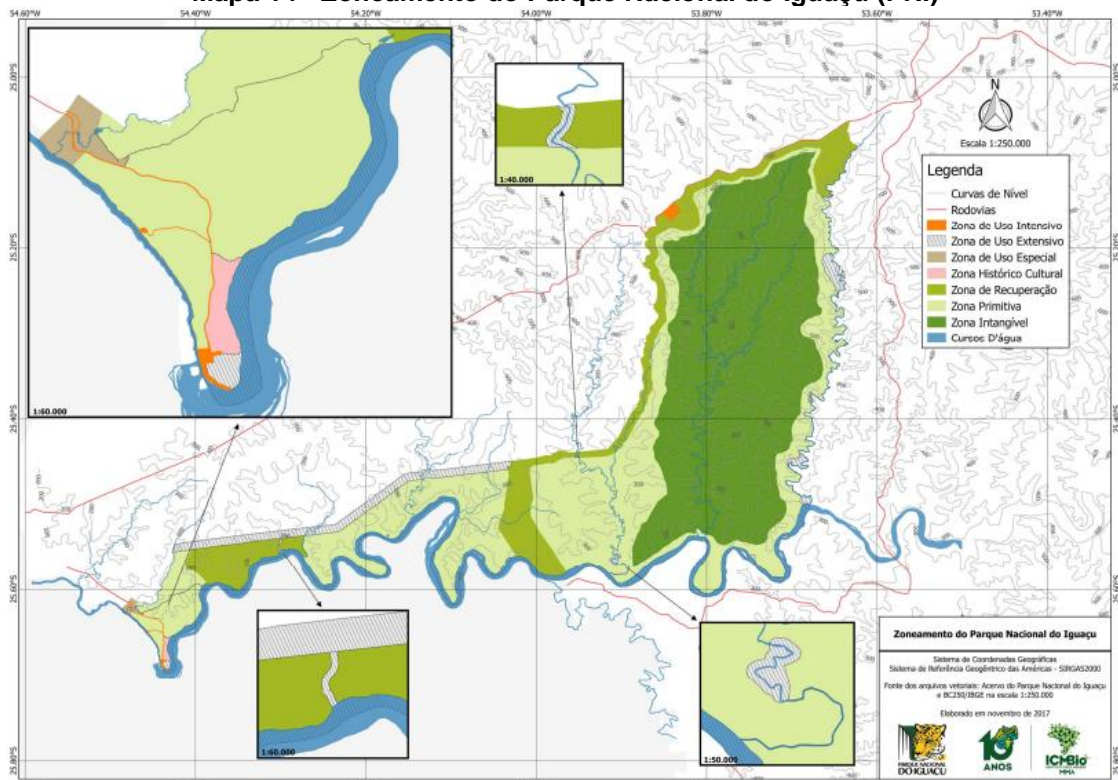 Mapa 14 - Zoneamento do Parque Nacional do Iguaçu (PNI)
54.60°W 54.40°W 54.20°W 54.00°W 53.80°W 53.60°W 53.40°W
25.00°S
25.20°S
25.40°S
25.60°S
25.80°S
1:60.000
1:40.000
N
Escala 1:250.000
Legenda
Curvas de Nível
Rodovias
Zona de Uso Intensivo
Zona de Uso Extensivo
Zona de Uso Especial
Zona Histórico Cultural
Zona de Recuperação
Zona Primitiva
Zona Intangível
Cursos D'água
1:60.000
1:50.000
Zoneamento do Parque Nacional do Iguaçu
Sistema de Coordenadas Geográficas
Sistema de Referência Geogêntrico das Américas - SIRGAS2000
Fonte dos arquivos vetoriais: Acervo do Parque Nacional do Iguaçu
e BC250/IBGE na escala 1:250.000
Elaborado em novembro de 2017
PARQUE NACIONAL
DO IGUAÇU
10
ANOS
ICMBio
MMA